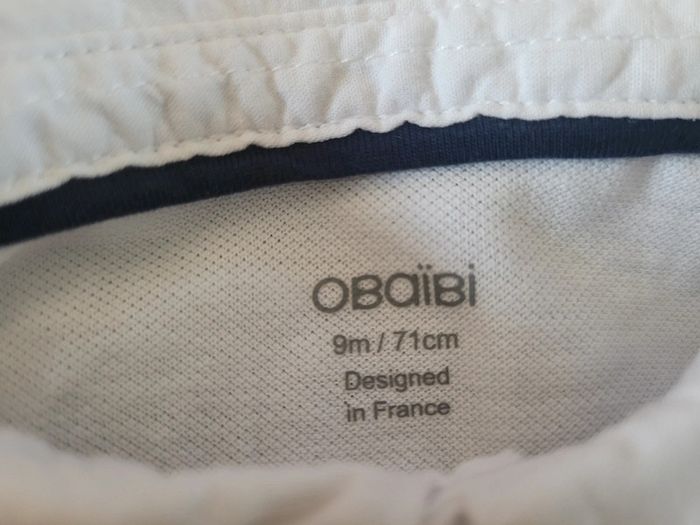 OBaïBi
9m / 71cm
Designed
in France